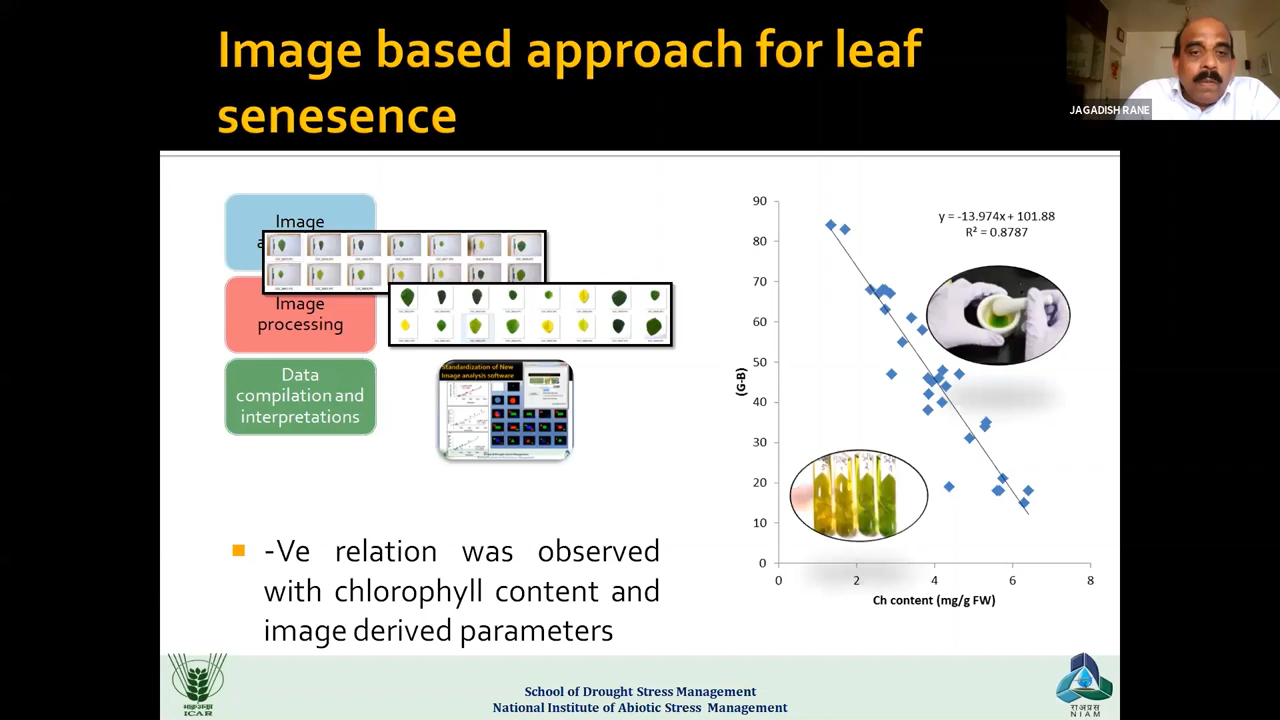 Image based approach for leaf
senesence
JAGADISH RANE
Image
Image
processing
Data
compilation and
interpretations
Standardization of New
Image analysis software
-Ve relation was observed
with chlorophyll content and
image derived parameters
y = -13.974x + 101.88
R² = 0.8787
(G-B)
90
80
70
60
50
40
30
20
10
0
0 2 4 6 8
Ch content (mg/g FW)
ICAR
School of Drought Stress Management
National Institute of Abiotic Stress Management
NIAM